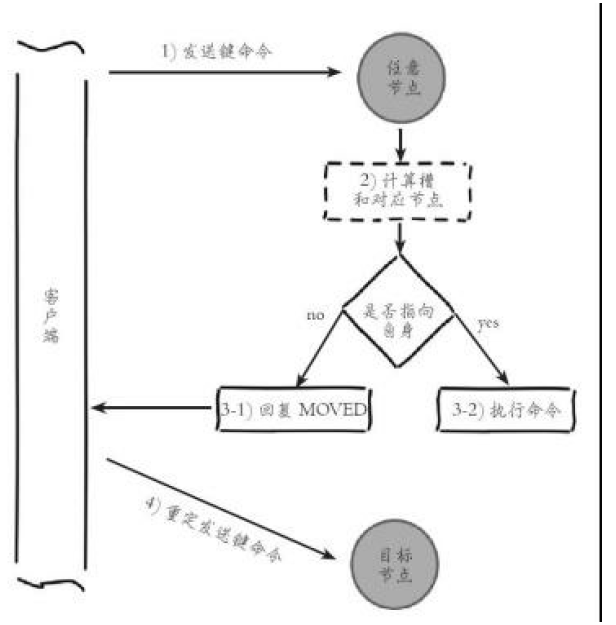 1) 发送键命令
任意
节点
2) 计算槽
和对应节点
客户端
是否指向
自身
no
yes
3-1) 回复 MOVED
3-2) 执行命令
4) 重定发送键命令
目标
节点